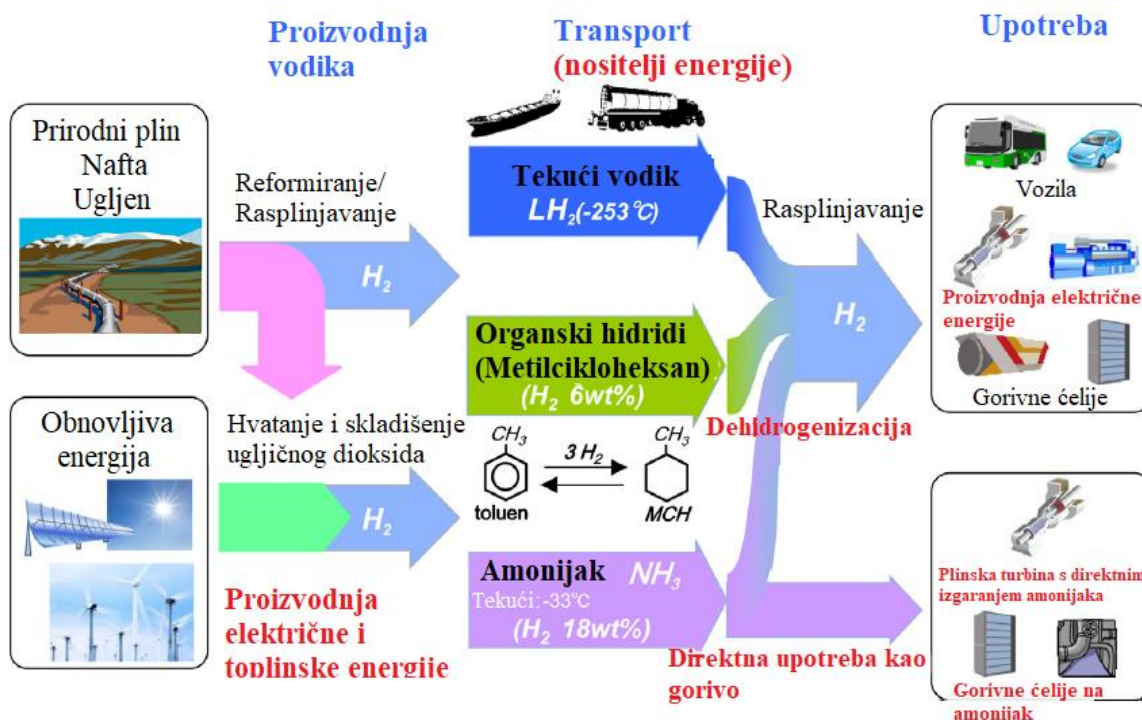 Proizvodnja
vodika
Transport
(nositelji energije)
Upotreba
Prirodni plin
Nafta
Ugljen
Reformiranje/
Rasplinjavanje
H2
Tekući vodik
LH2(-253°C)
Rasplinjavanje
H2
Vozila
Proizvodnja električne
energije
Gorivne ćelije
Organski hidridi
(Metilcikloheksan)
(H2 6wt%)
Dehidrogenizacija
Obnovljiva
energija
Hvatanje i skladišenje
ugljičnog dioksida
H2
CH3
3 H2
CH3
toluen
MCH
Proizvodnja
električne i
toplinske energije
Amonijak NH3
Tekući:-33°C
(H2 18wt%)
Direktna upotreba kao
gorivo
Plinska turbina s direktnim
izgaranjem amonijaka
Gorivne ćelije na
amonijak